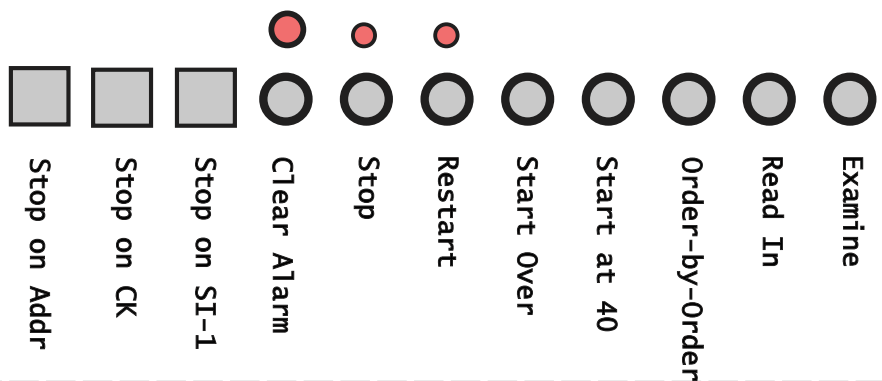 Stop on Addr
Stop on CK
Stop on SI-1
Clear Alarm
Stop
Restart
Start Over
Start at 40
Order-by-Order
Read In
Examine